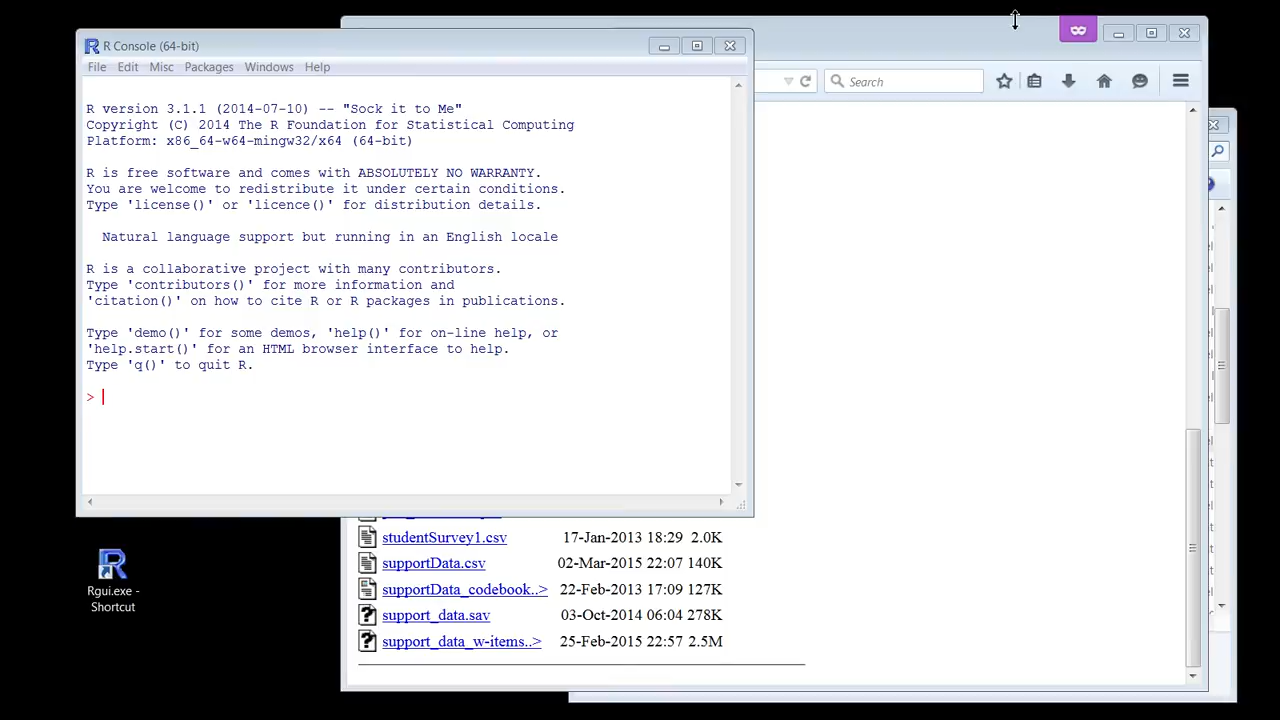 R Console (64-bit)
File Edit Misc Packages Windows Help
R version 3.1.1 (2014-07-10) -- "Sock it to Me"
Copyright (C) 2014 The R Foundation for Statistical Computing
Platform: x86_64-w64-mingw32/x64 (64-bit)
R is free software and comes with ABSOLUTELY NO WARRANTY.
You are welcome to redistribute it under certain conditions.
Type 'license()' or 'licence()' for distribution details.
Natural language support but running in an English locale
R is a collaborative project with many contributors.
Type 'contributors()' for more information and
'citation()' on how to cite R or R packages in publications.
Type 'demo()' for some demos, 'help()' for on-line help, or
'help.start()' for an HTML browser interface to help.
Type 'q()' to quit R.
>
Search
studentSurvey1.csv 17-Jan-2013 18:29 2.0K
supportData.csv 02-Mar-2015 22:07 140K
supportData_codebook..> 22-Feb-2013 17:09 127K
support_data.sav 03-Oct-2014 06:04 278K
support_data_w-items..> 25-Feb-2015 22:57 2.5M
Rgui.exe -
Shortcut